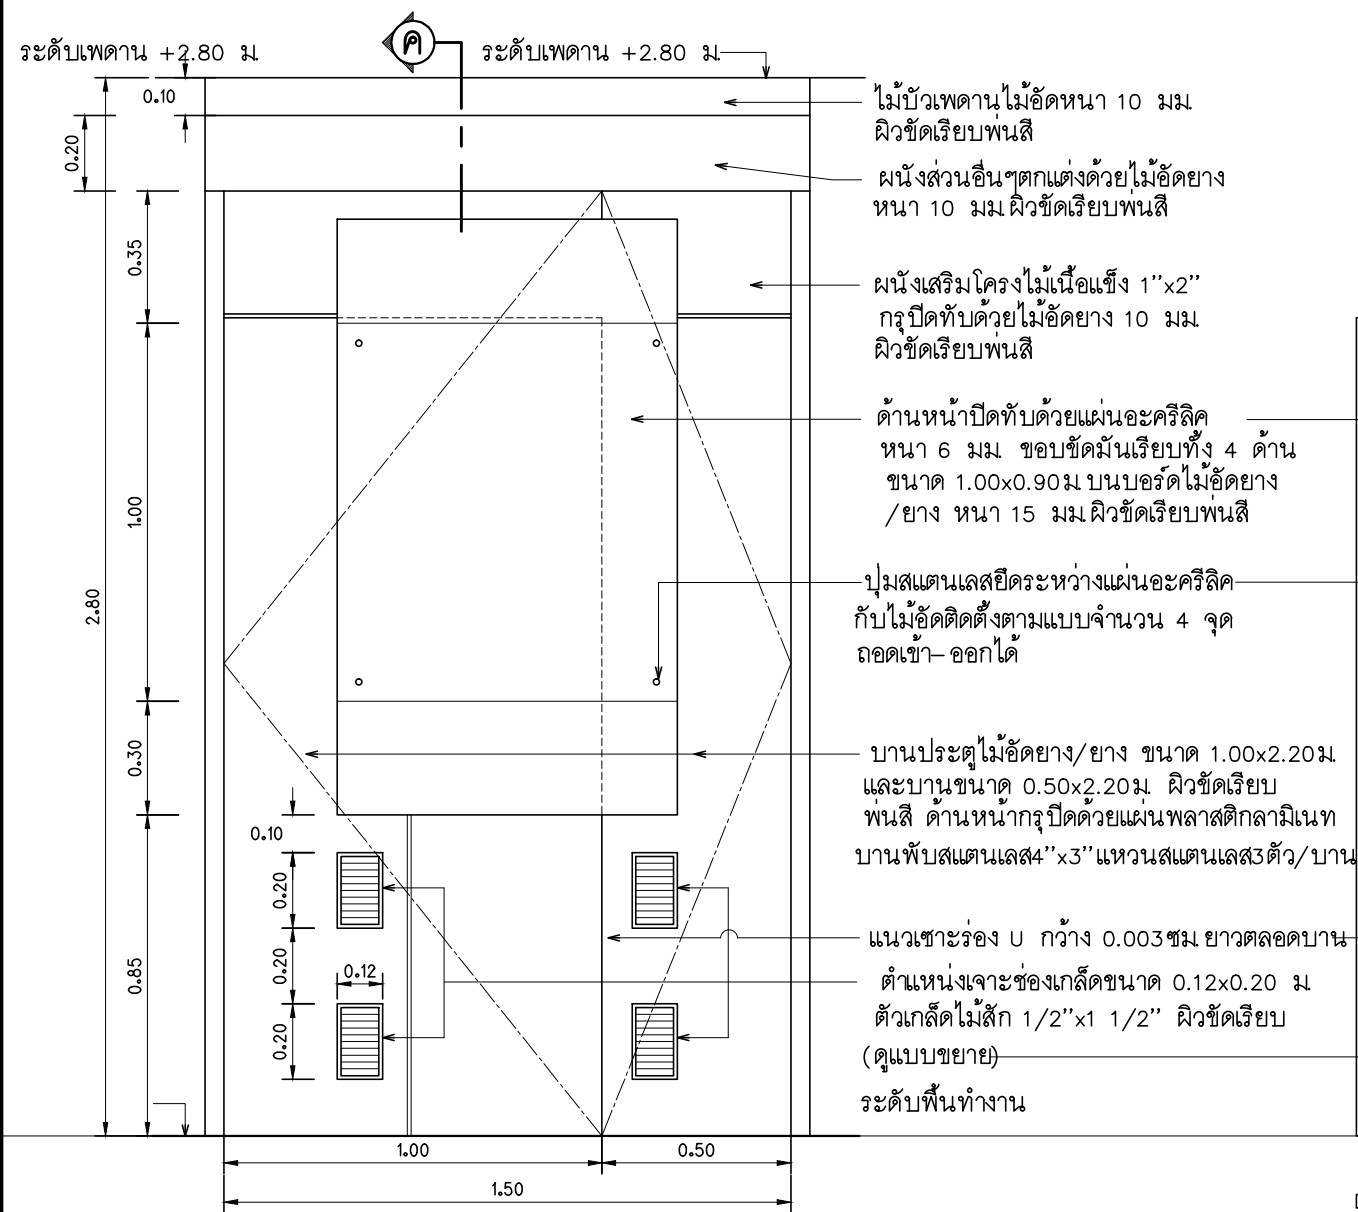 ระดับเพดาน +2.80 ม.
ค
ระดับเพดาน +2.80 ม.
0.10
0.20
0.35
1.00
2.80
0.30
0.85
0.10
0.20
0.20
0.12
0.20
1.00
0.50
1.50
ไม้บัวเพดานไม้อัดหนา 10 มม.
ผิวขัดเรียบพ่นสี
ผนังส่วนอื่นๆตกแต่งด้วยไม้อัดยาง
หนา 10 มม.ผิวขัดเรียบพ่นสี
ผนังเสริมโครงไม้เนื้อแข็ง 1"x2"
กรุปิดทับด้วยไม้อัดยาง 10 มม.
ผิวขัดเรียบพ่นสี
ด้านหน้าปิดทับด้วยแผ่นอะครีลิค
หนา 6 มม. ขอบขัดมันเรียบทั้ง 4 ด้าน
ขนาด 1.00x0.90ม.บนบอร์ดไม้อัดยาง
/ยาง หนา 15 มม.ผิวขัดเรียบพ่นสี
ปุ่มสแตนเลสยึดระหว่างแผ่นอะครีลิค
กับไม้อัดติดตั้งตามแบบจำนวน 4 จุด
ถอดเข้า-ออกได้
บานประตูไม้อัดยาง/ยาง ขนาด 1.00x2.20ม.
และบานขนาด 0.50x2.20ม. ผิวขัดเรียบ
พ่นสี ด้านหน้ากรุปิดด้วยแผ่นพลาสติกลามิเนท
บานพับสแตนเลส4"x3"แหวนสแตนเลส3ตัว/บาน
แนวเซาะร่อง U กว้าง 0.003ซม.ยาวตลอดบาน
ตำแหน่งเจาะช่องเกล็ดขนาด 0.12x0.20 ม.
ตัวเกล็ดไม้สัก 1/2"x1 1/2" ผิวขัดเรียบ
(ดูแบบขยาย)
ระดับพื้นทำงาน